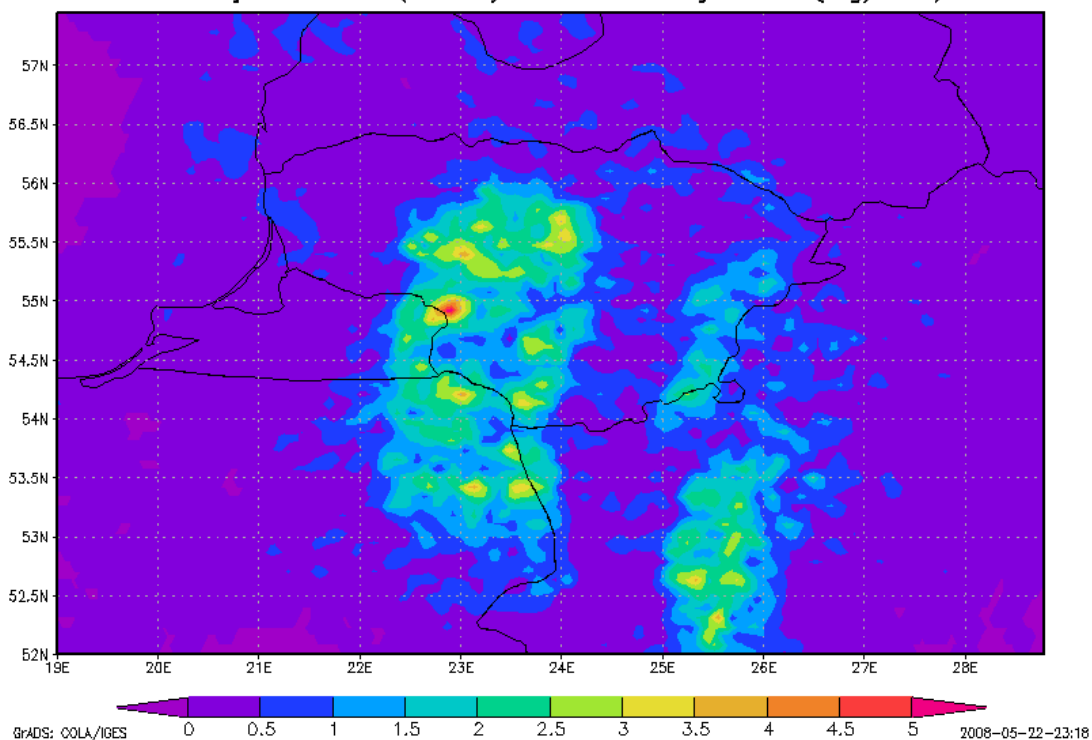 57N
56.5N
56N
55.5N
55N
54.5N
54N
53.5N
53N
52.5N
52N
19E 20E 21E 22E 23E 24E 25E 26E 27E 28E
0 0.5 1 1.5 2 2.5 3 3.5 4 4.5 5
GrADS: COLA/IGES 2008-05-22-23:18